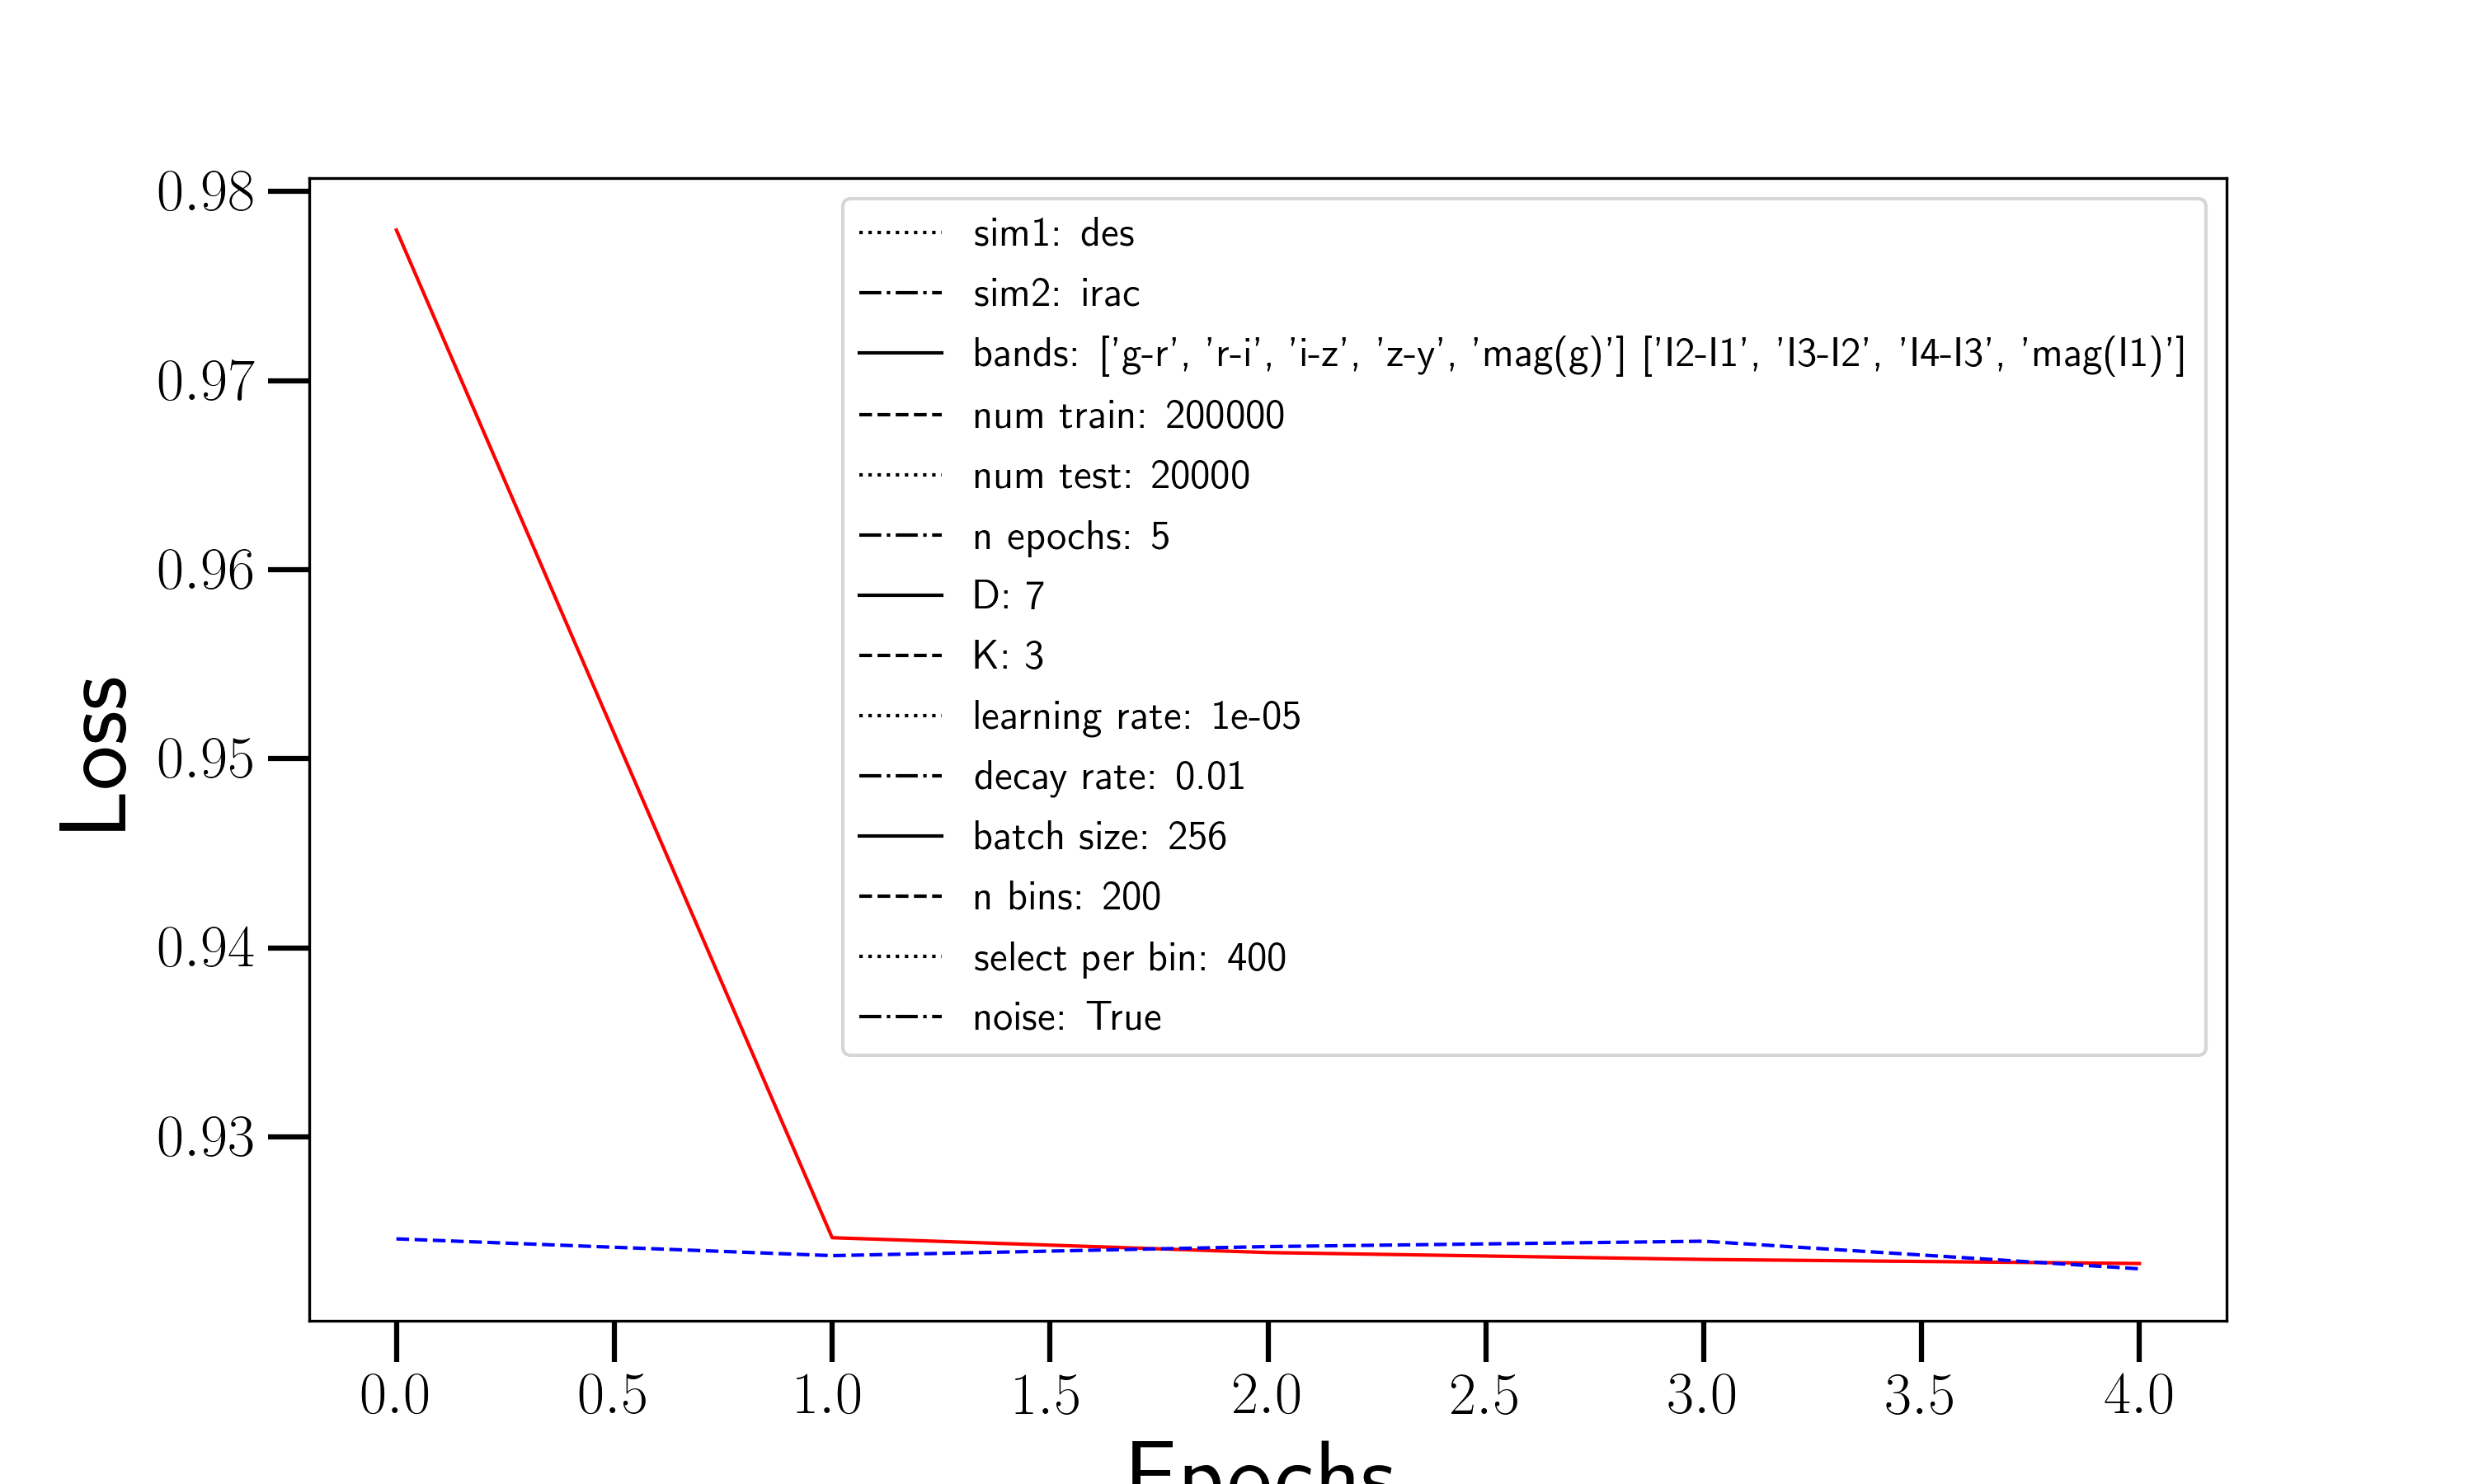 0.98
0.97
0.96
0.95
0.94
0.93
Loss
sim1: des
sim2: irac
bands: ['g-r', 'r-i', 'i-z', 'z-y', 'mag(g)'] ['I2-I1', 'I3-I2', 'I4-I3', 'mag(I1)']
num train: 200000
num test: 20000
n epochs: 5
D: 7
K: 3
learning rate: 1e-05
decay rate: 0.01
batch size: 256
n bins: 200
select per bin: 400
noise: True
0.0 0.5 1.0 1.5 2.0 2.5 3.0 3.5 4.0
Epochs